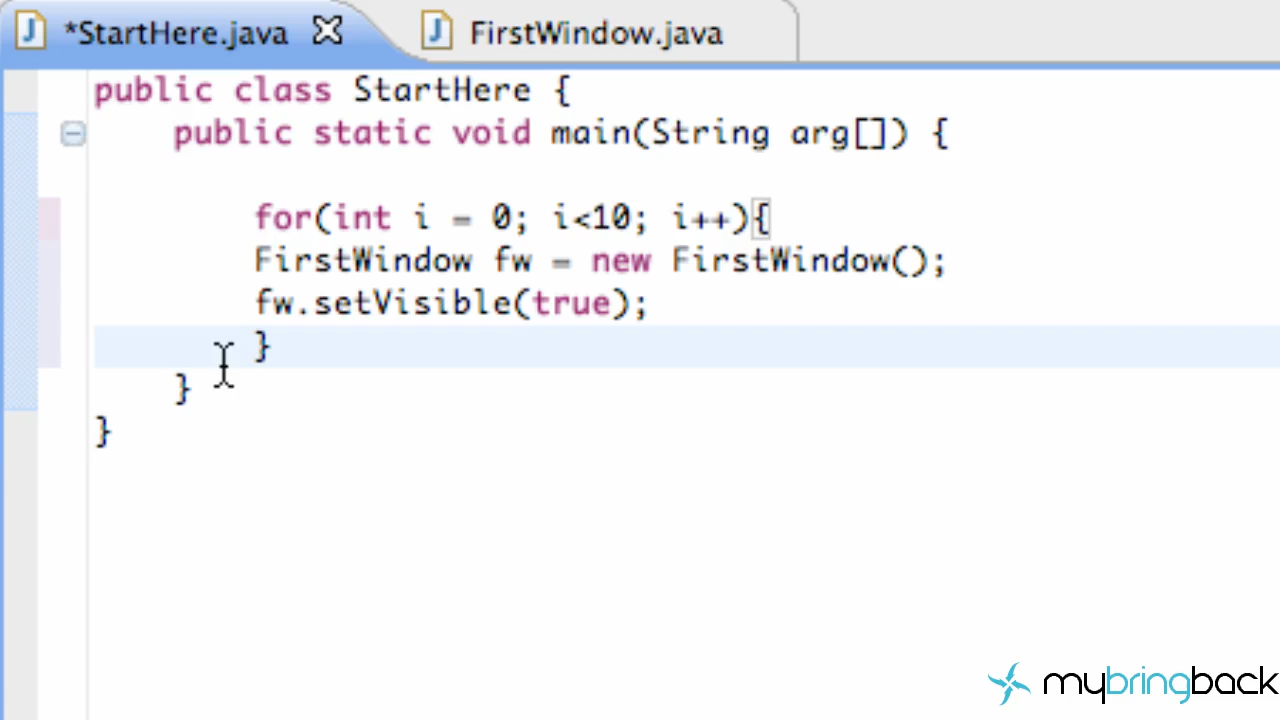 *StartHere.java
FirstWindow.java
public class StartHere {
public static void main(String arg[]) {
for(int i = 0; i<10; i++){
FirstWindow fw = new FirstWindow();
fw.setVisible(true);
}
}
}
mybringback